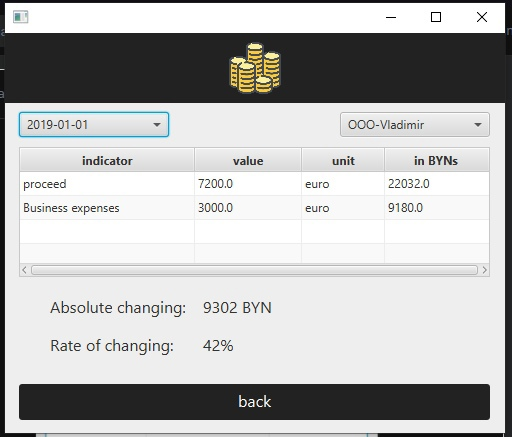 2019-01-01 OOO-Vladimir
indicator value unit in BYNs
proceed 7200.0 euro 22032.0
Business expenses 3000.0 euro 9180.0
Absolute changing: 9302 BYN
Rate of changing: 42%
back